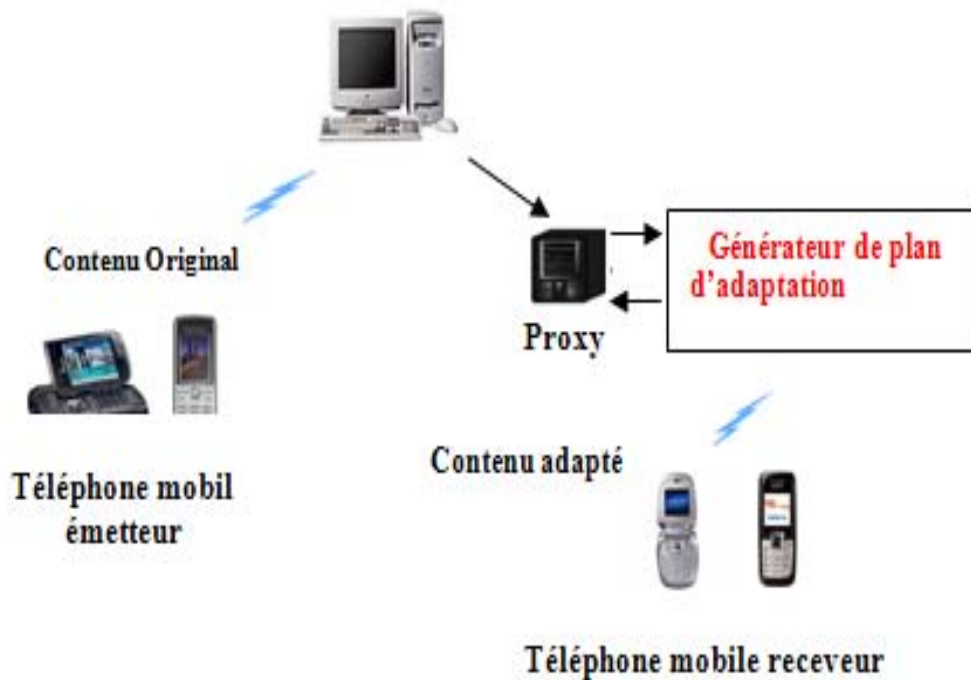 Contenu Original
Générateur de plan
d’adaptation
Proxy
Contenu adapté
Téléphone mobil
émetteur
Téléphone mobile receveur